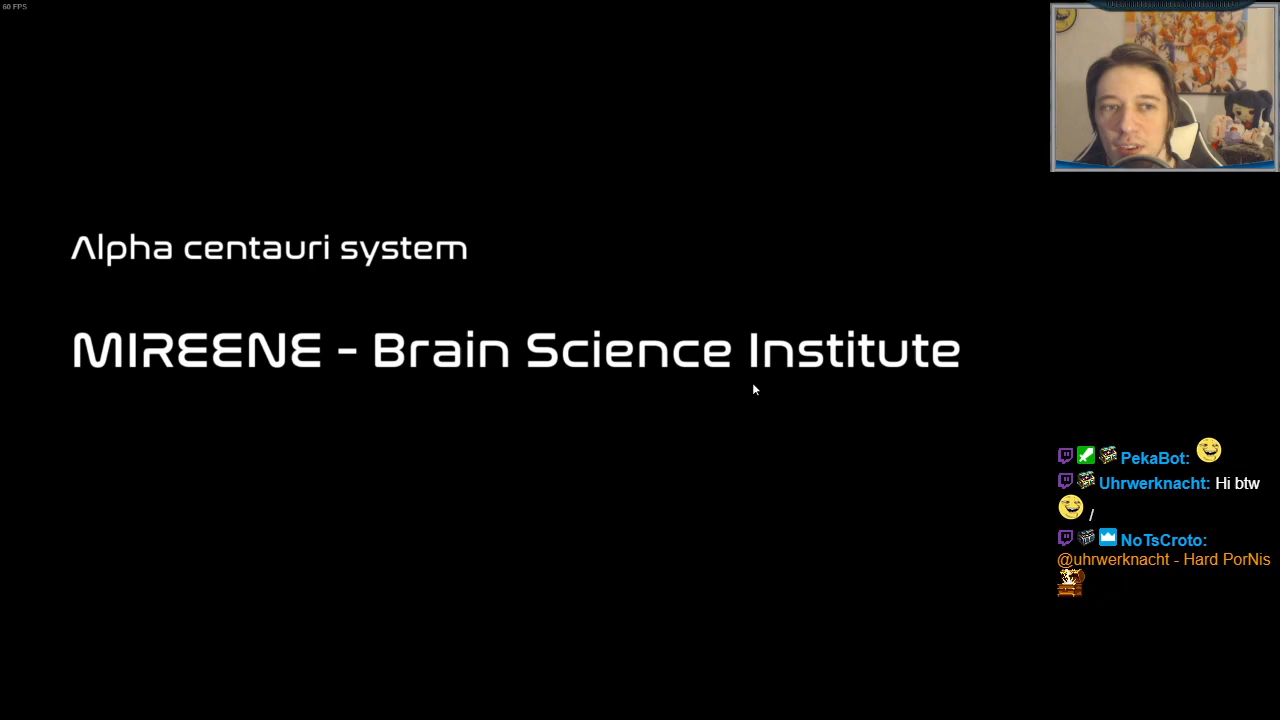 60 FPS
Alpha centauri system
MIREENE - Brain Science Institute
PekaBot:
Uhrwerknacht: Hi btw
/
NoTsCroto:
@uhrwerknacht - Hard PorNis